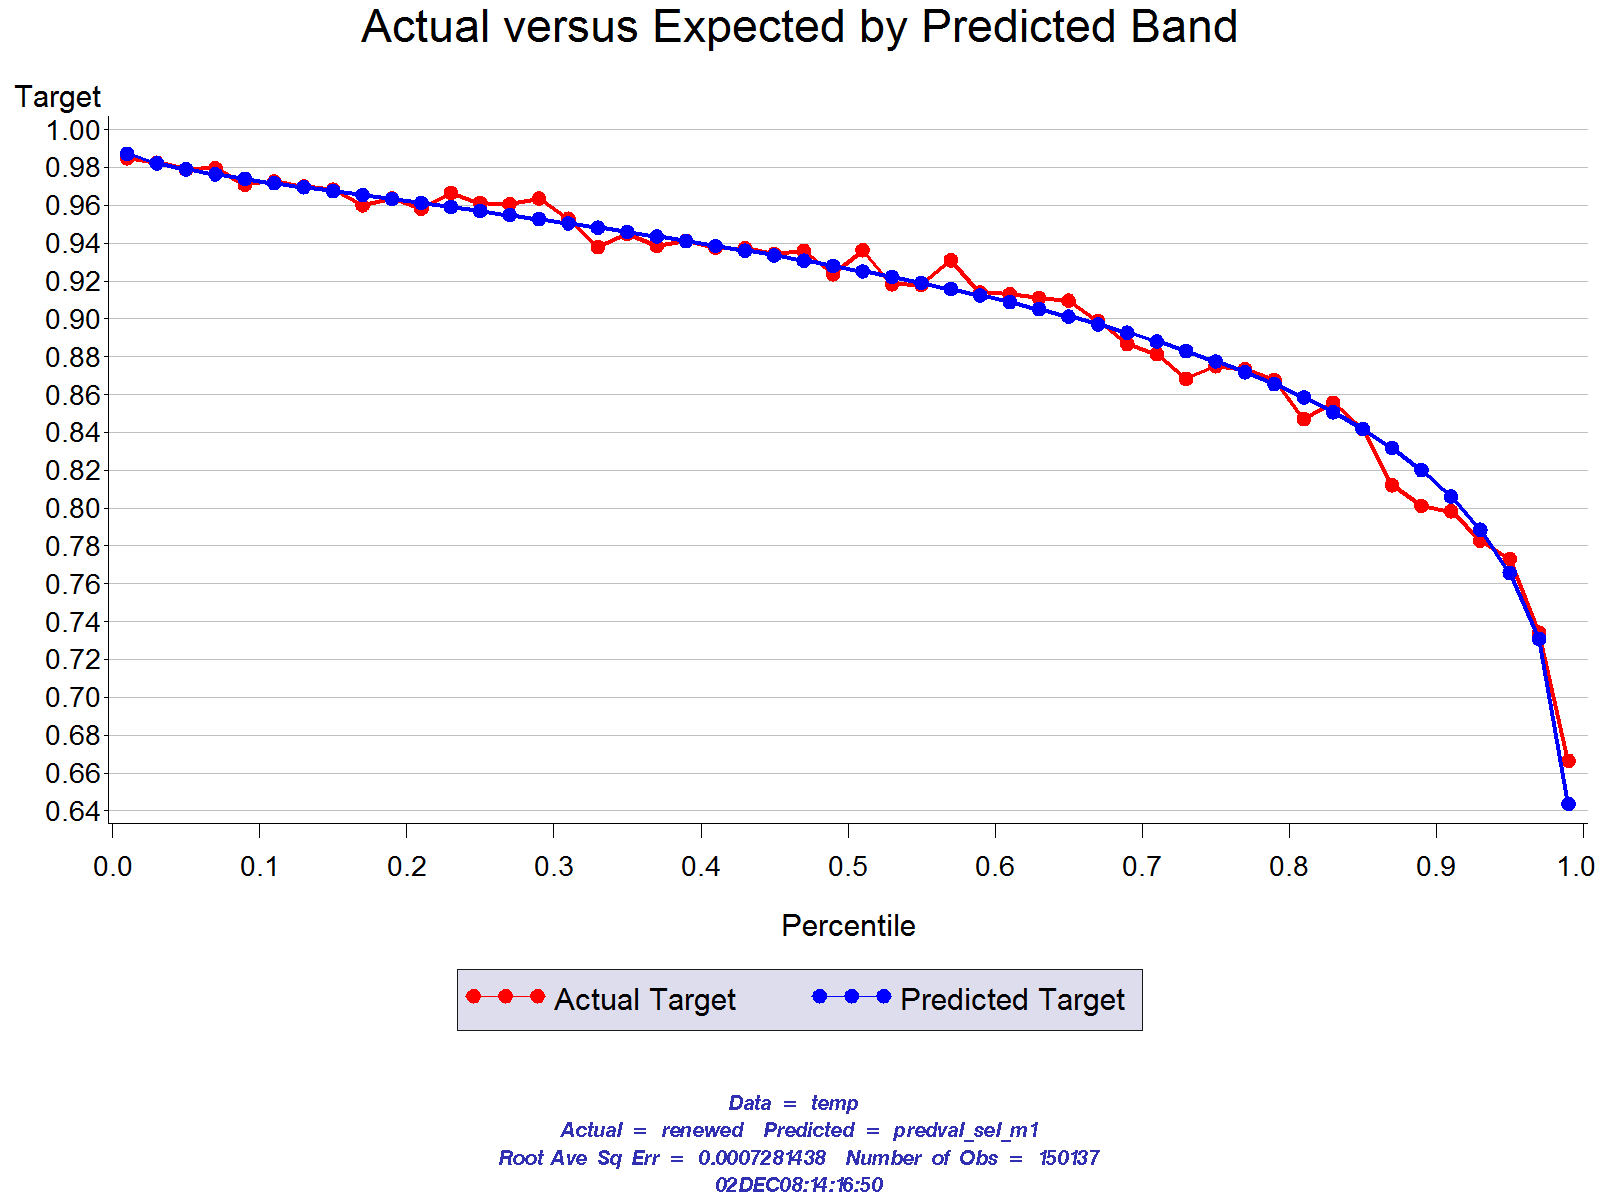 Actual versus Expected by Predicted Band
Target
1.00
0.98
0.96
0.94
0.92
0.90
0.88
0.86
0.84
0.82
0.80
0.78
0.76
0.74
0.72
0.70
0.68
0.66
0.64
0.0 0.1 0.2 0.3 0.4 0.5 0.6 0.7 0.8 0.9 1.0
Percentile
Actual Target Predicted Target
Data = temp
Actual = renewed Predicted = predval_sel_m1
Root Ave Sq Err = 0.0007281438 Number of Obs = 150137
02DEC08:14:16:50